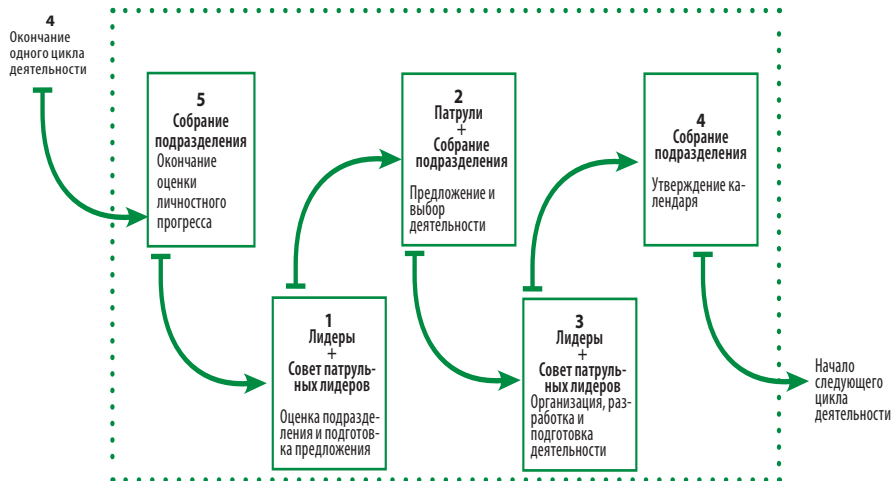 4
Окончание
одного цикла
деятельности
5
Собрание
подразделения
Окончание
оценки
личностного
прогресса
1
Лидеры
+
Совет патруль-
ных лидеров
Оценка подразде-
ления и подготов-
ка предложения
2
Патрули
+
Собрание
подразделения
Предложение и
выбор
деятельности
3
Лидеры
+
Совет патруль-
ных лидеров
Организация, раз-
работка и
подготовка
деятельности
4
Собрание
подразделения
Утверждение ка-
лендаря
Начало
следующего
цикла
деятельности